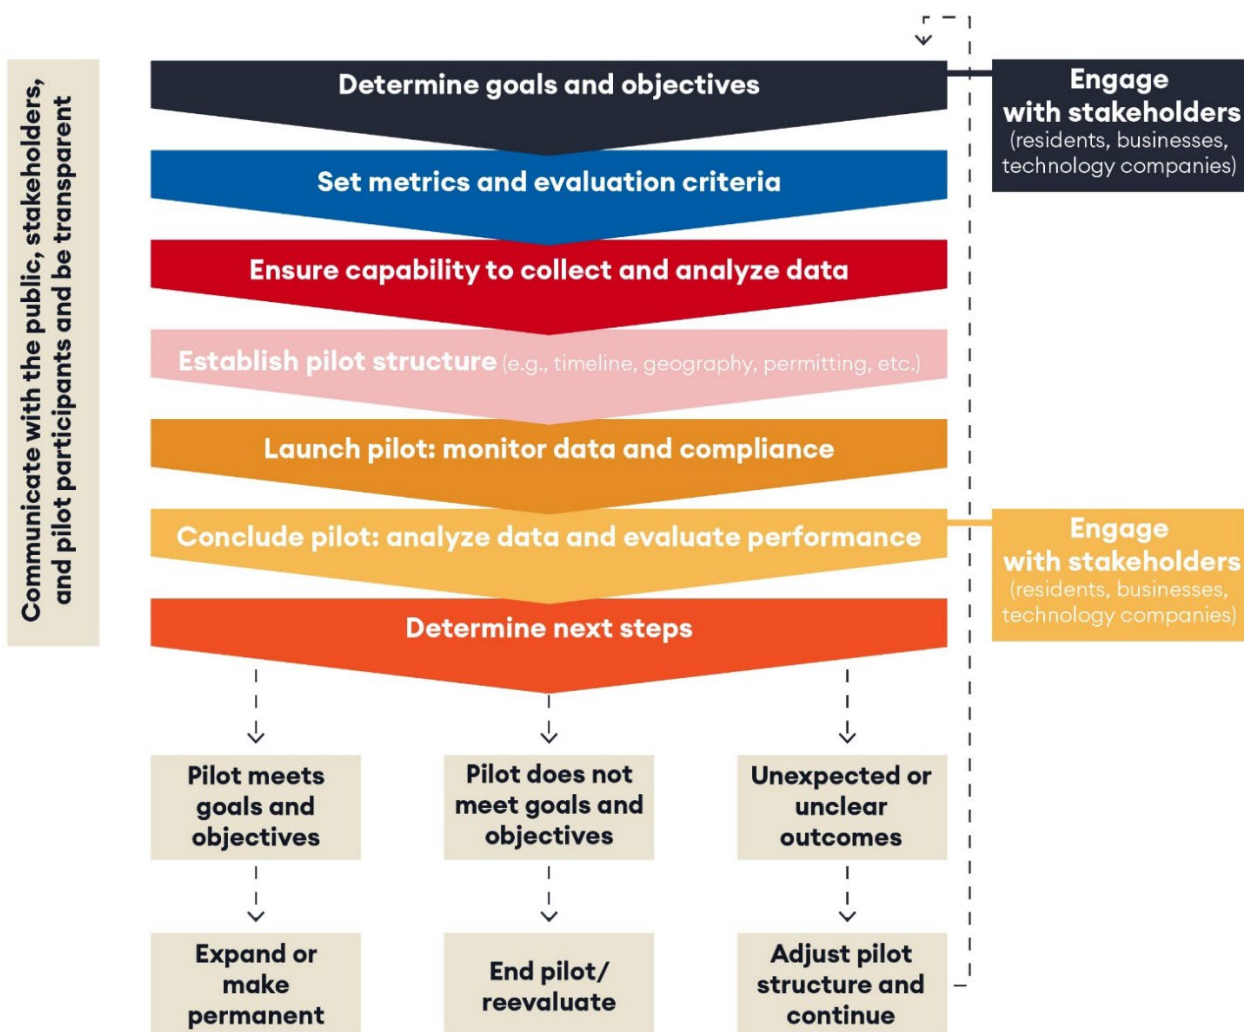 Communicate with the public, stakeholders,
and pilot participants and be transparent
Determine goals and objectives
Engage
with stakeholders
(residents, businesses,
technology companies)
Set metrics and evaluation criteria
Ensure capability to collect and analyze data
Establish pilot structure (e.g., timeline, geography, permitting, etc.)
Launch pilot: monitor data and compliance
Conclude pilot: analyze data and evaluate performance
Engage
with stakeholders
(residents, businesses,
technology companies)
Determine next steps
Pilot meets
goals and
objectives
Pilot does not
meet goals and
objectives
Unexpected or
unclear
outcomes
Expand or
make
permanent
End pilot/
reevaluate
Adjust pilot
structure and
continue